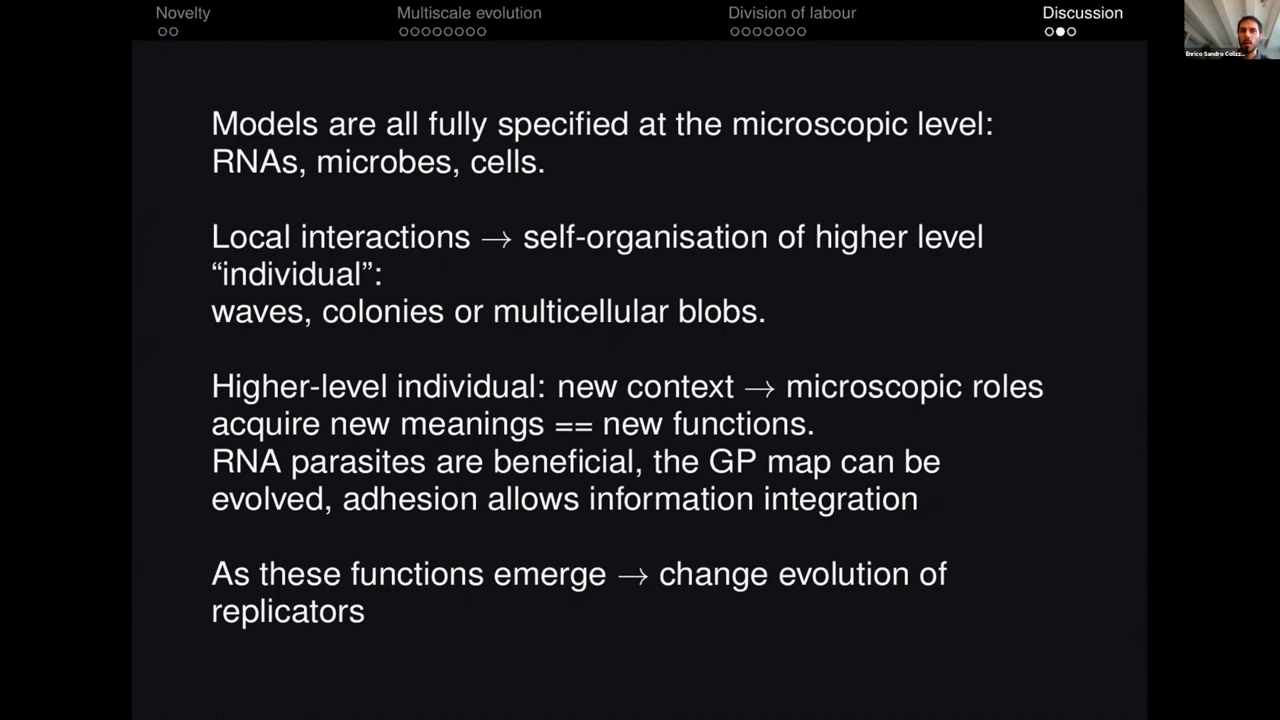 Novelty
Multiscale evolution
Division of labour
Discussion
Models are all fully specified at the microscopic level:
RNAs, microbes, cells.
Local interactions → self-organisation of higher level
“individual”:
waves, colonies or multicellular blobs.
Higher-level individual: new context → microscopic roles
acquire new meanings == new functions.
RNA parasites are beneficial, the GP map can be
evolved, adhesion allows information integration
As these functions emerge → change evolution of
replicators
Enrico Sandro Colizz...